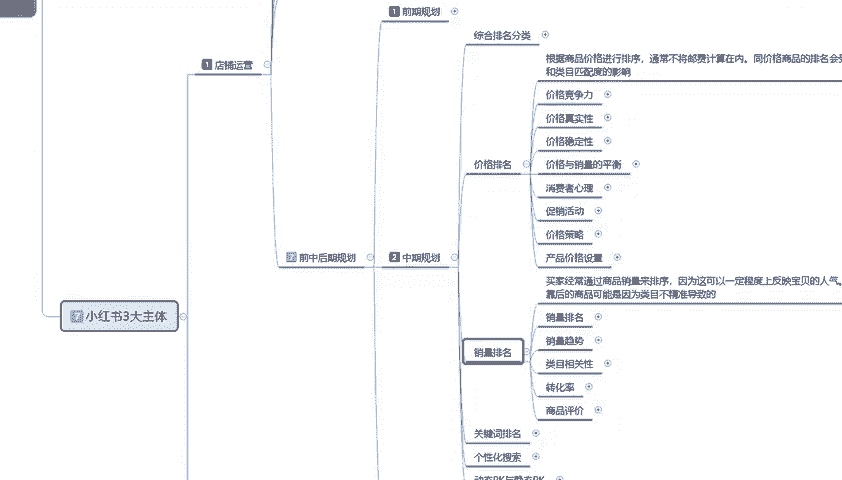 1 前期规划
综合排名分类
根据商品价格进行排序，通常不将邮费计算在内。同价格商品的排名会
和类目匹配度的影响
1 店铺运营
价格竞争力
价格真实性
价格稳定性
价格排名
价格与销量的平衡
消费者心理
促销活动
价格策略
前中后期规划
2 中期规划
产品价格设置
买家经常通过商品销量来排序，因为这可以一定程度上反映宝贝的人气。
靠后的商品可能是因为类目不精准导致的
小红书3大主体
销量排名
销量趋势
销量排名
类目相关性
转化率
商品评价
关键词排名
个性化搜索
动态PK与静态PK